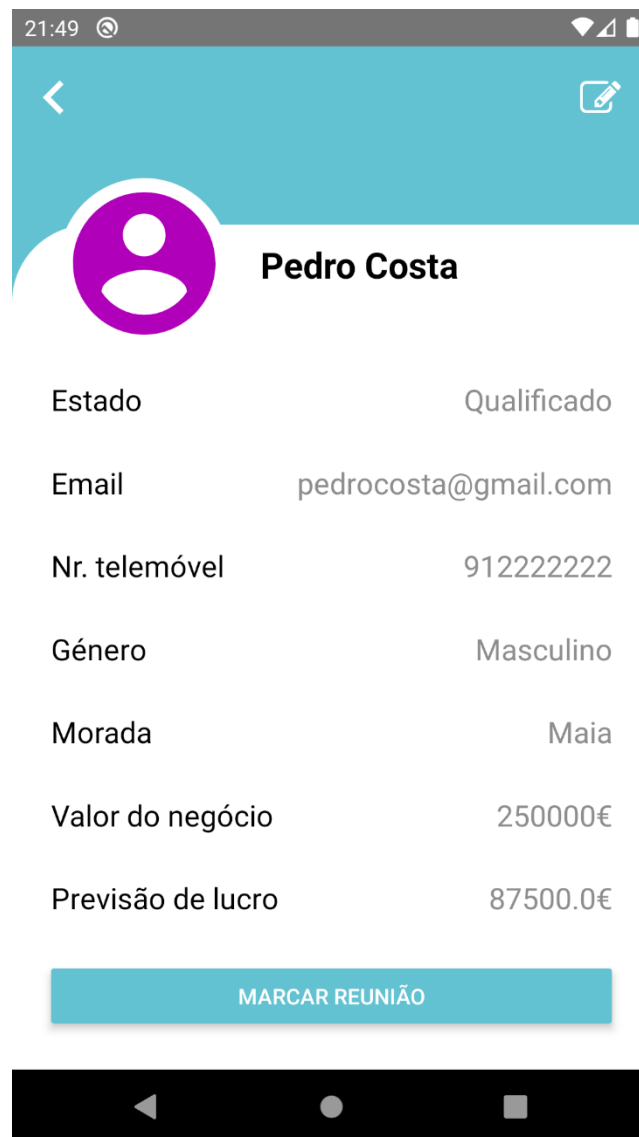 21:49
Pedro Costa
Estado Qualificado
Email pedrocosta@gmail.com
Nr. telemóvel 912222222
Género Masculino
Morada Maia
Valor do negócio 250000€
Previsão de lucro 87500.0€
MARCAR REUNIÃO